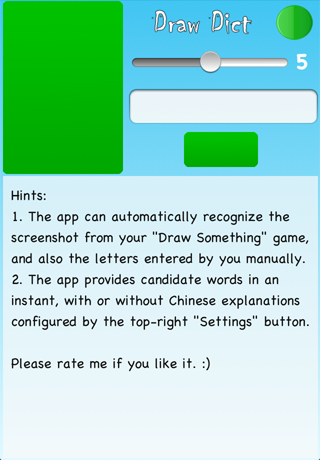 Draw Dict
5
Hints:
1. The app can automatically recognize the
screenshot from your "Draw Something" game,
and also the letters entered by you manually.
2. The app provides candidate words in an
instant, with or without Chinese explanations
configured by the top-right "Settings" button.
Please rate me if you like it. :)